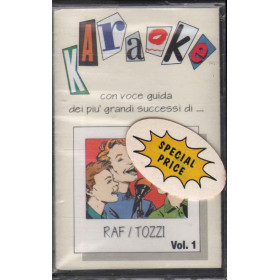 Karaoke
con voce guida
dei piu' grandi successi di ....
SPECIAL
PRICE
RAF / TOZZI
Vol. 1